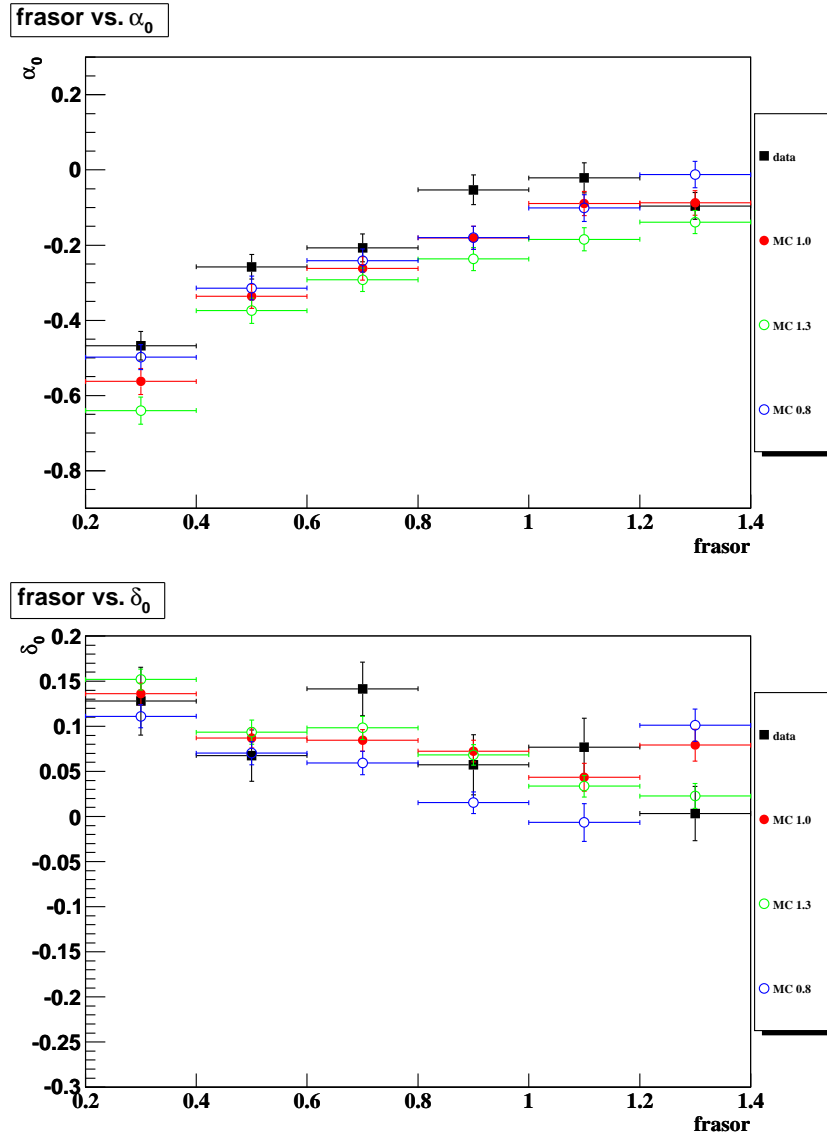 frasor vs. α₀
α₀
0.2
0
-0.2
-0.4
-0.6
-0.8
0.2 0.4 0.6 0.8 1 1.2 1.4
frasor
data
MC 1.0
MC 1.3
MC 0.8
frasor vs. δ₀
δ₀
0.2
0.15
0.1
0.05
0
-0.05
-0.1
-0.15
-0.2
-0.25
-0.3
0.2 0.4 0.6 0.8 1 1.2 1.4
frasor
data
MC 1.0
MC 1.3
MC 0.8